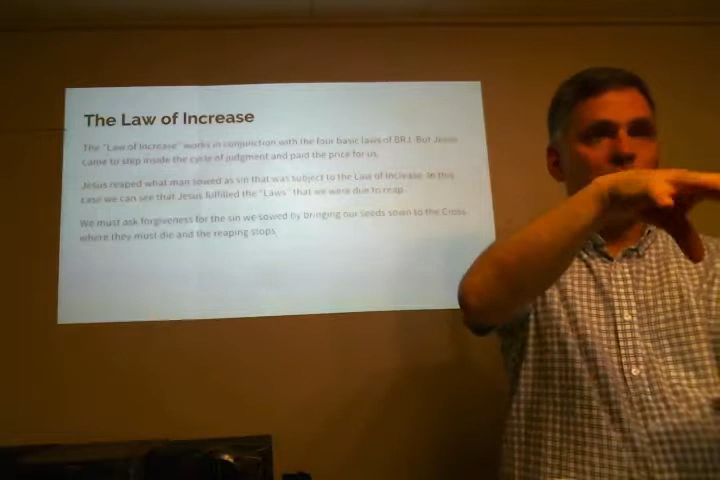 The Law of Increase
The "Law of Increase" works in conjunction with the four basic laws of BRJ. But Jesus
came to step inside the cycle of judgment and paid the price for us.
Jesus reaped what man sowed as sin that was subject to the Law of Increase. In this
case we can see that Jesus fulfilled the "Laws" that we were due to reap.
We must ask forgiveness for the sin we sowed by bringing our seeds sown to the Cross
where they must die and the reaping stops.